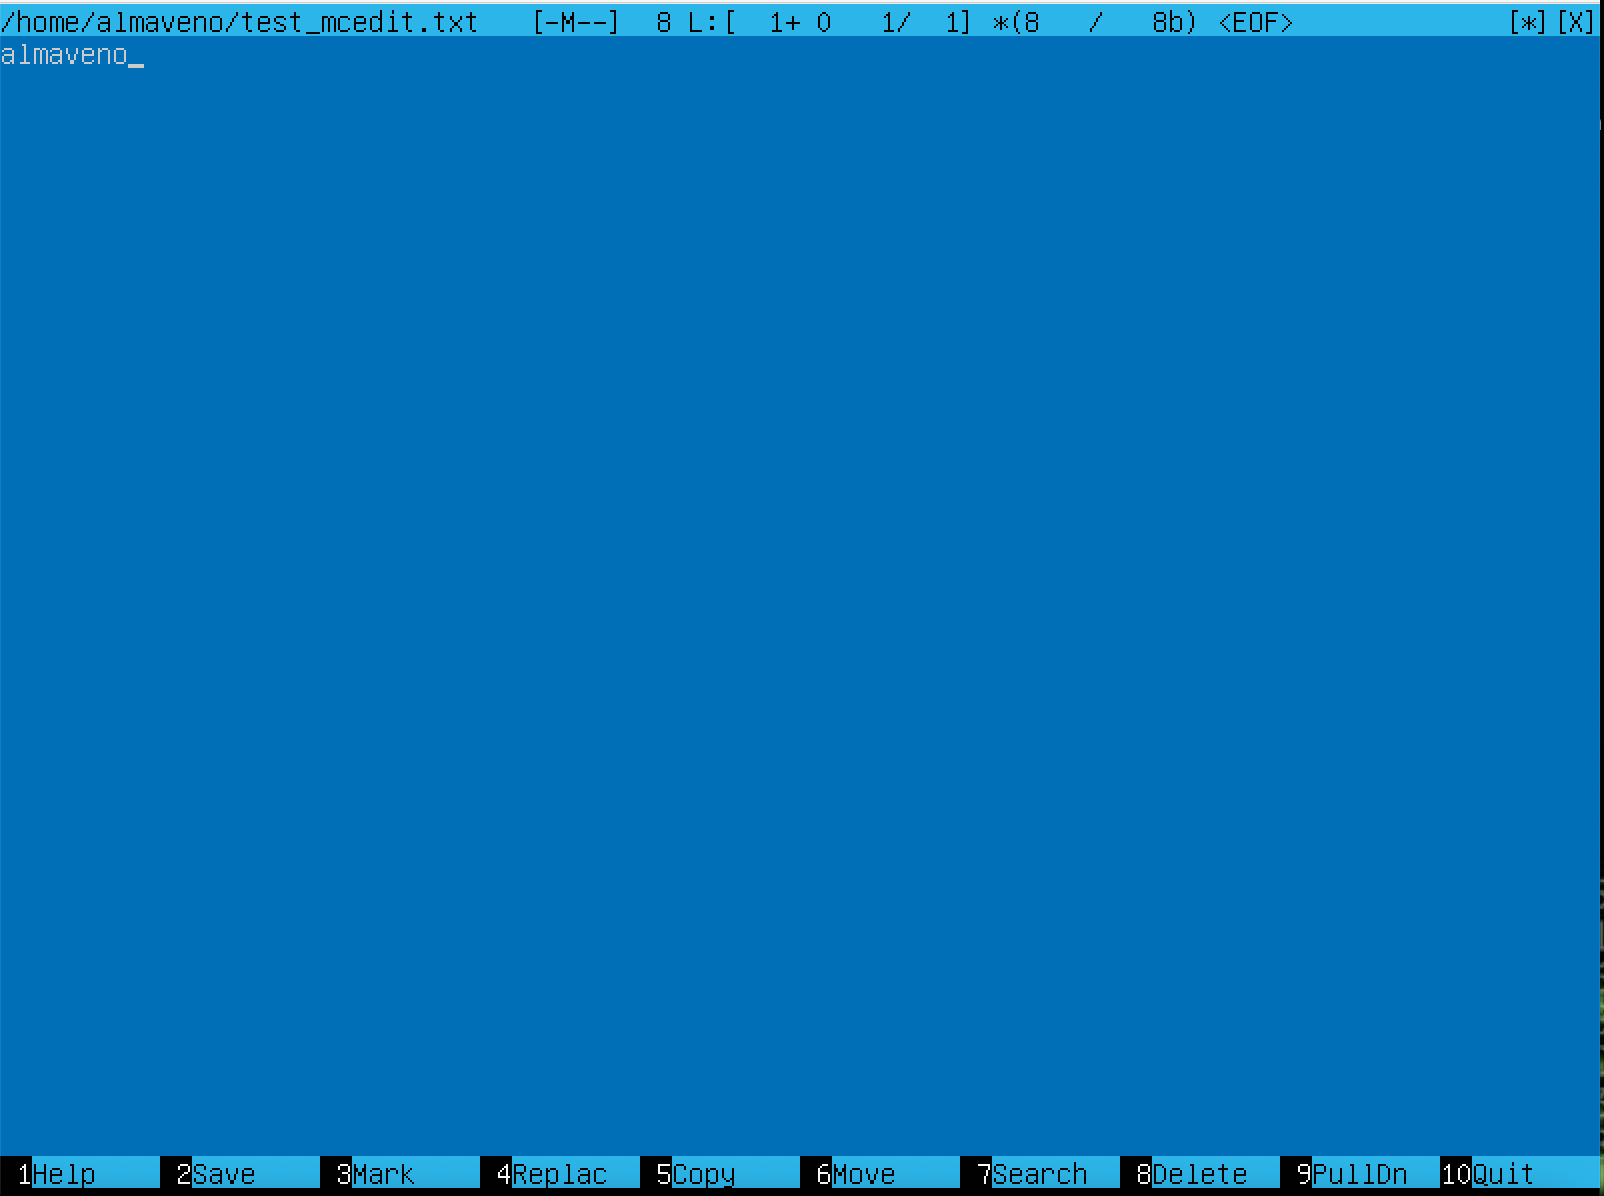 /home/almaveno/test_mcedit.txt [-M--] 8 L:[ 1+ 0 1/ 1] *(8 / 8b) <EOF> [*][X]
almaveno_
1Help 2Save 3Mark 4Replac 5Copy 6Move 7Search 8Delete 9PullDn 10Quit